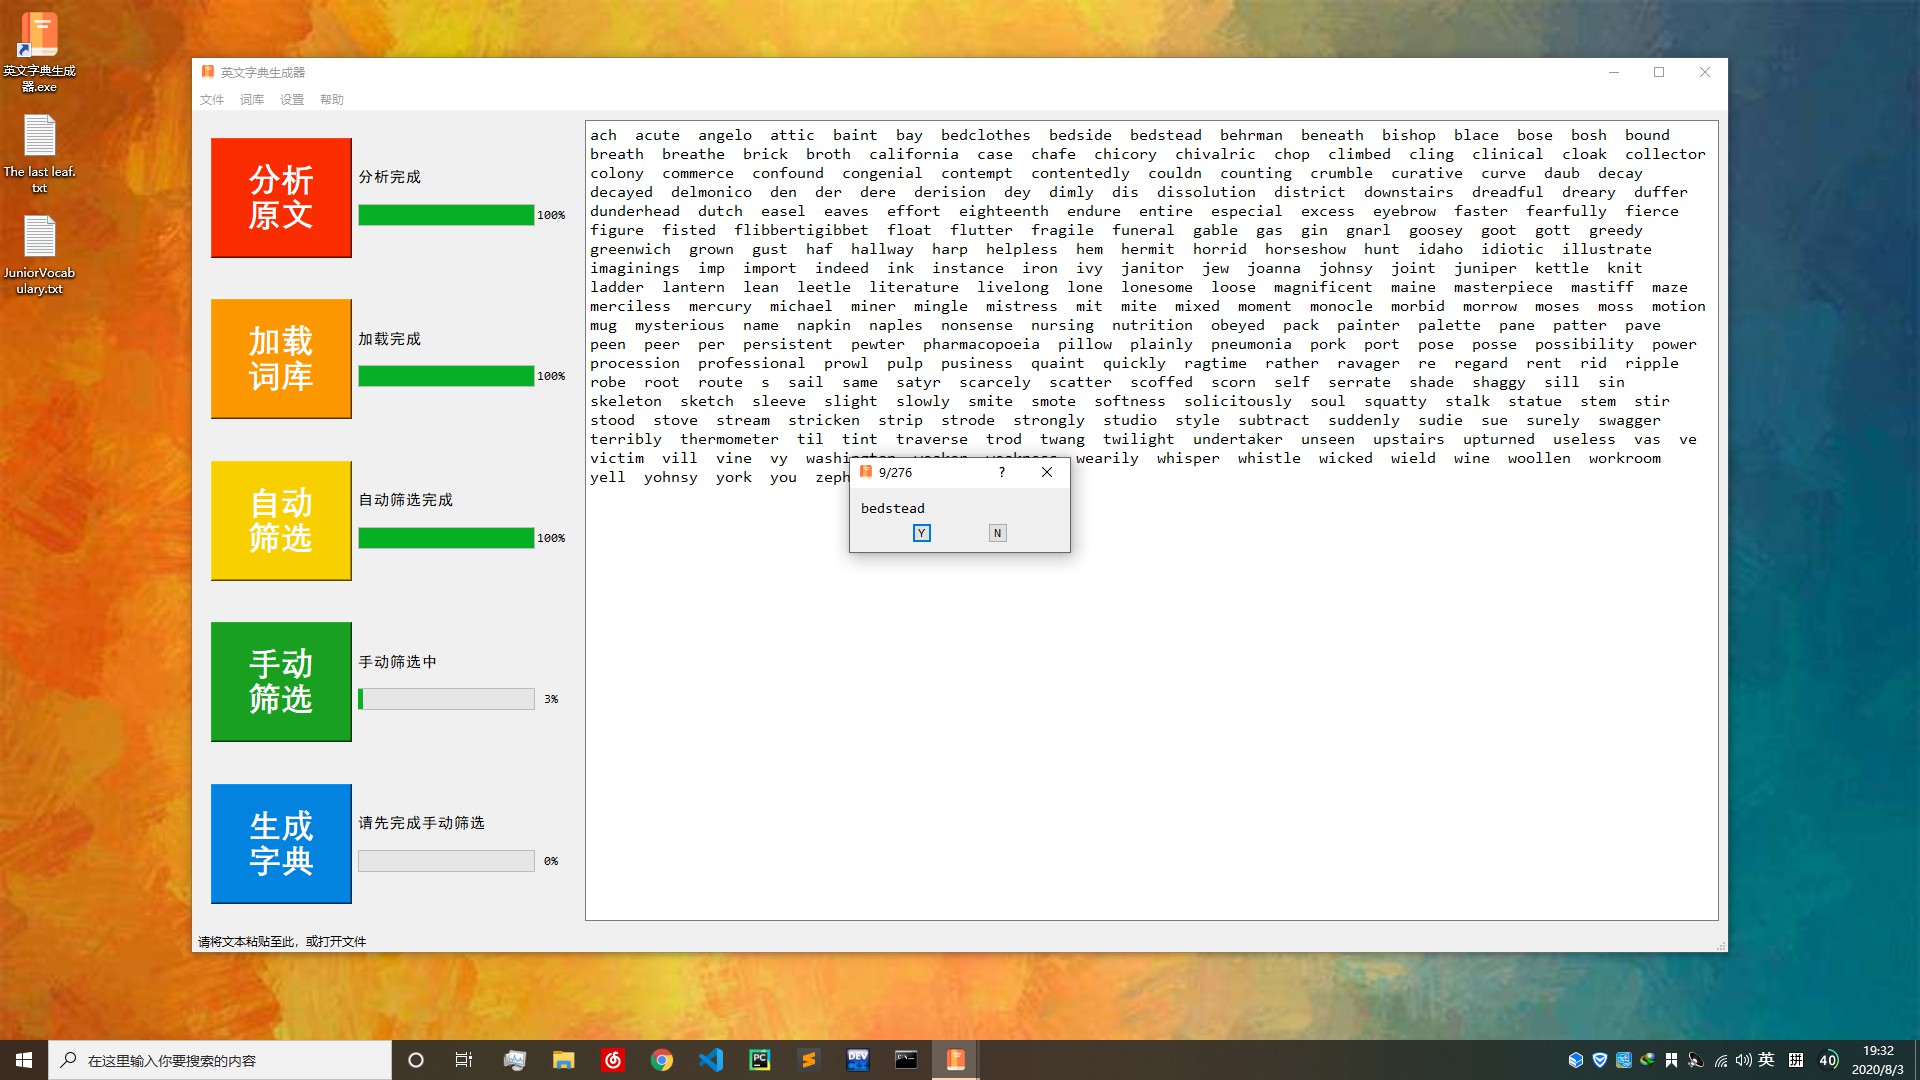 英文字典生成
器.exe
The last leaf.
txt
JuniorVocab
ulary.txt
英文字典生成器
文件 词库 设置 帮助
分析
原文
分析完成
100%
加载
词库
加载完成
100%
自动
筛选
自动筛选完成
100%
手动
筛选
手动筛选中
3%
生成
字典
请先完成手动筛选
0%
ach acute angelo attic baint bay bedclothes bedside bedstead behrman beneath bishop blace bose bosh bound
breath breathe brick broth california case chafe chicory chivalric chop climbed cling clinical cloak collector
colony commerce confound congenial contempt contentedly couldn counting crumble curative curve daub decay
decayed delmonico den der dere derision dey dimly dis dissolution district downstairs dreadful dreary duffer
dunderhead dutch easel eaves effort eighteenth endure entire especial excess eyebrow faster fearfully fierce
figure fisted flibbertigibbet float flutter fragile funeral gable gas gin gnarl goosey goot gott greedy
greenwich grown gust haf hallway harp helpless hem hermit horrid horseshow hunt idaho idiotic illustrate
imaginings imp import indeed ink instance iron ivy janitor jew joanna johnsy joint juniper kettle knit
ladder lantern lean leetle literature livelong lone lonesome loose magnificent maine masterpiece mastiff maze
merciless mercury michael miner mingle mistress mit mite mixed moment monocle morbid morrow moses moss motion
mug mysterious name napkin naples nonsense nursing nutrition obeyed pack painter palette pane patter pave
peen peer per persistent pewter pharmacopoeia pillow plainly pneumonia pork port pose posse possibility power
procession professional prowl pulp pusiness quaint quickly ragtime rather ravager re regard rent rid ripple
robe root route s sail same satyr scarcely scatter scoffed scorn self serrate shade shaggy sill sin
skeleton sketch sleeve slight slowly smite smote softness solicitously soul squatty stalk statue stem stir
stood stove stream stricken strip strode strongly studio style subtract suddenly sudie sue surely swagger
terribly thermometer til tint traverse trod twang twilight undertaker unseen upstairs upturned useless vas ve
victim vill vine vy washington weaken weakness wearily whisper whistle wicked wield wine woollen workroom
yell yohnsy york you zeph
9/276 ?
bedstead
Y N
请将文本粘贴至此，或打开文件
在这里输入你要搜索的内容
PC
DEV
英
拼
40
19:32
2020/8/3